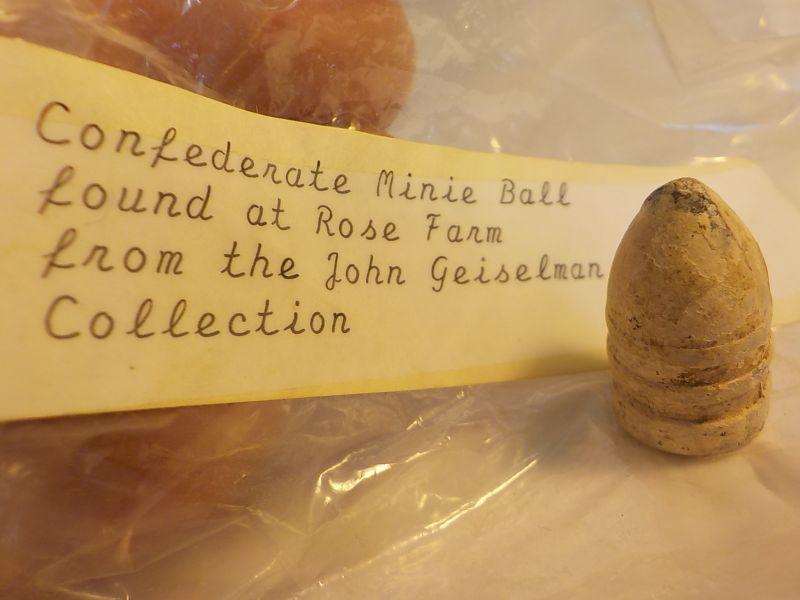 Confederate Minie Ball
found at Rose Farm
from the John Geiselman
Collection